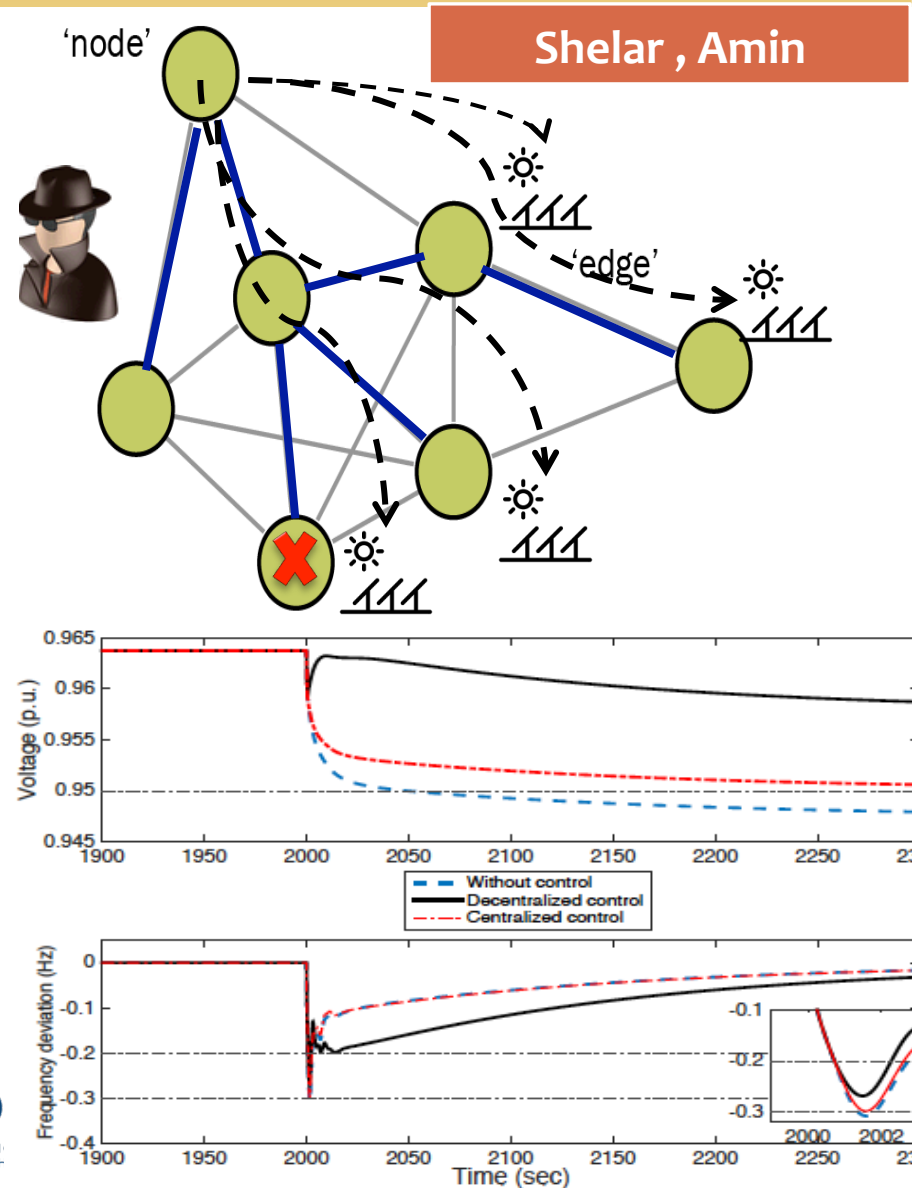 Shelar , Amin
'node'
'edge'
0.965
0.96
0.955
0.95
0.945
Voltage (p.u.)
1900 1950 2000 2050 2100 2150 2200 2250
Without control
Decentralized control
Centralized control
0
-0.1
-0.2
-0.3
-0.4
Frequency deviation (Hz)
-0.1
-0.2
-0.3
2000 2002
1900 1950 2000 2050 2100 2150 2200 2250
Time (sec)